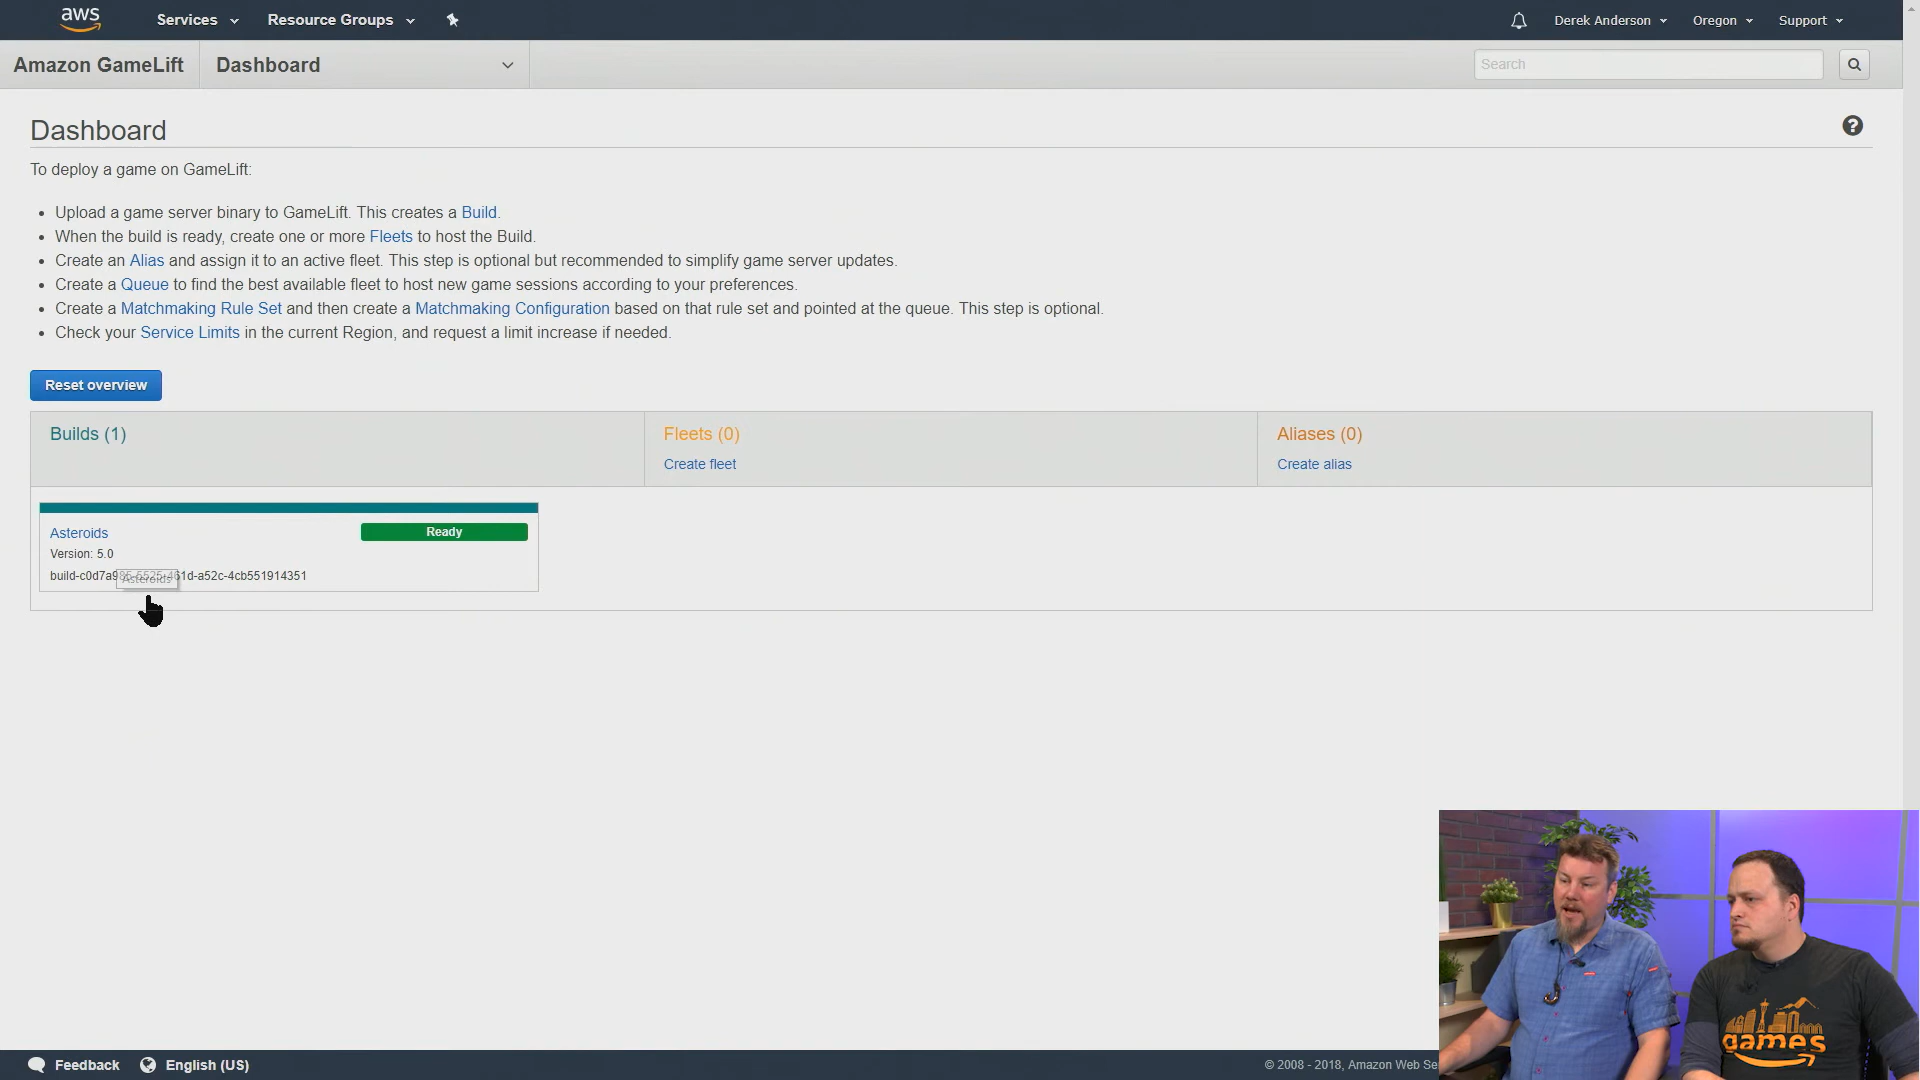 aws
Services
Resource Groups
Derek Anderson
Oregon
Support
Amazon GameLift
Dashboard
Search
Dashboard
To deploy a game on GameLift:
• Upload a game server binary to GameLift. This creates a Build.
• When the build is ready, create one or more Fleets to host the Build.
• Create an Alias and assign it to an active fleet. This step is optional but recommended to simplify game server updates.
• Create a Queue to find the best available fleet to host new game sessions according to your preferences.
• Create a Matchmaking Rule Set and then create a Matchmaking Configuration based on that rule set and pointed at the queue. This step is optional.
• Check your Service Limits in the current Region, and request a limit increase if needed.
Reset overview
Builds (1)
Fleets (0)
Create fleet
Aliases (0)
Create alias
Asteroids
Ready
Version: 5.0
Asteroids
games
Feedback
English (US)
© 2008 - 2018, Amazon Web